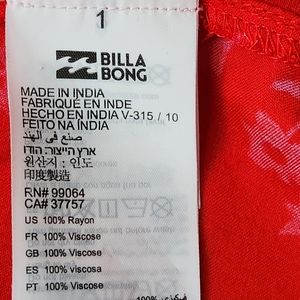 1
BILLA
BONG
MADE IN INDIA
FABRIQUÉ EN INDE
HECHO EN INDIA V-315 / 10
FEITO NA ÍNDIA
صنع في الهند
ארץ הייצור: הודו
원산지: 인도
印度製造
RN# 99064
CA# 37757
US 100% Rayon
FR 100% Viscose
GB 100% Viscose
ES 100% viscosa
PT 100% Viscose
100% فيسكوزي